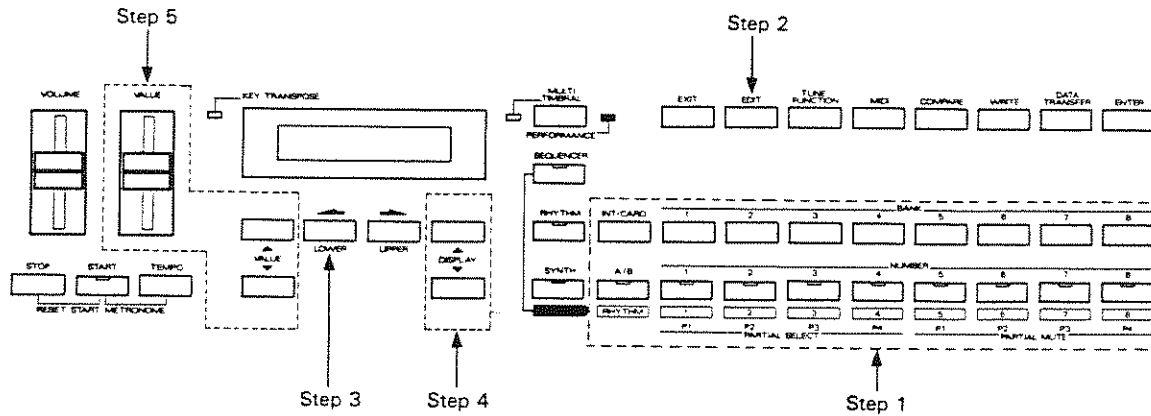 Step 5
Step 2
VOLUME
VALUE
KEY TRANSPOSE
MULTI
TIMBRAL
EXIT
EDIT
TUNE
FUNCTION
MIDI
COMPARE
WRITE
DATA
TRANSFER
ENTER
PERFORMANCE
SEQUENCER
RHYTHM
INT·CARD
BANK
1 2 3 4 5 6 7 8
LOWER
UPPER
VALUE
DISPLAY
STOP
START
TEMPO
RESET START METRONOME
SYNTH
A/B
NUMBER
1 2 3 4 5 6 7 8
RHYTHM
1 2 3 4 5 6 7 8
P1 P2 P3 P4 P1 P2 P3 P4
PARTIAL SELECT
PARTIAL MUTE
Step 3
Step 4
Step 1